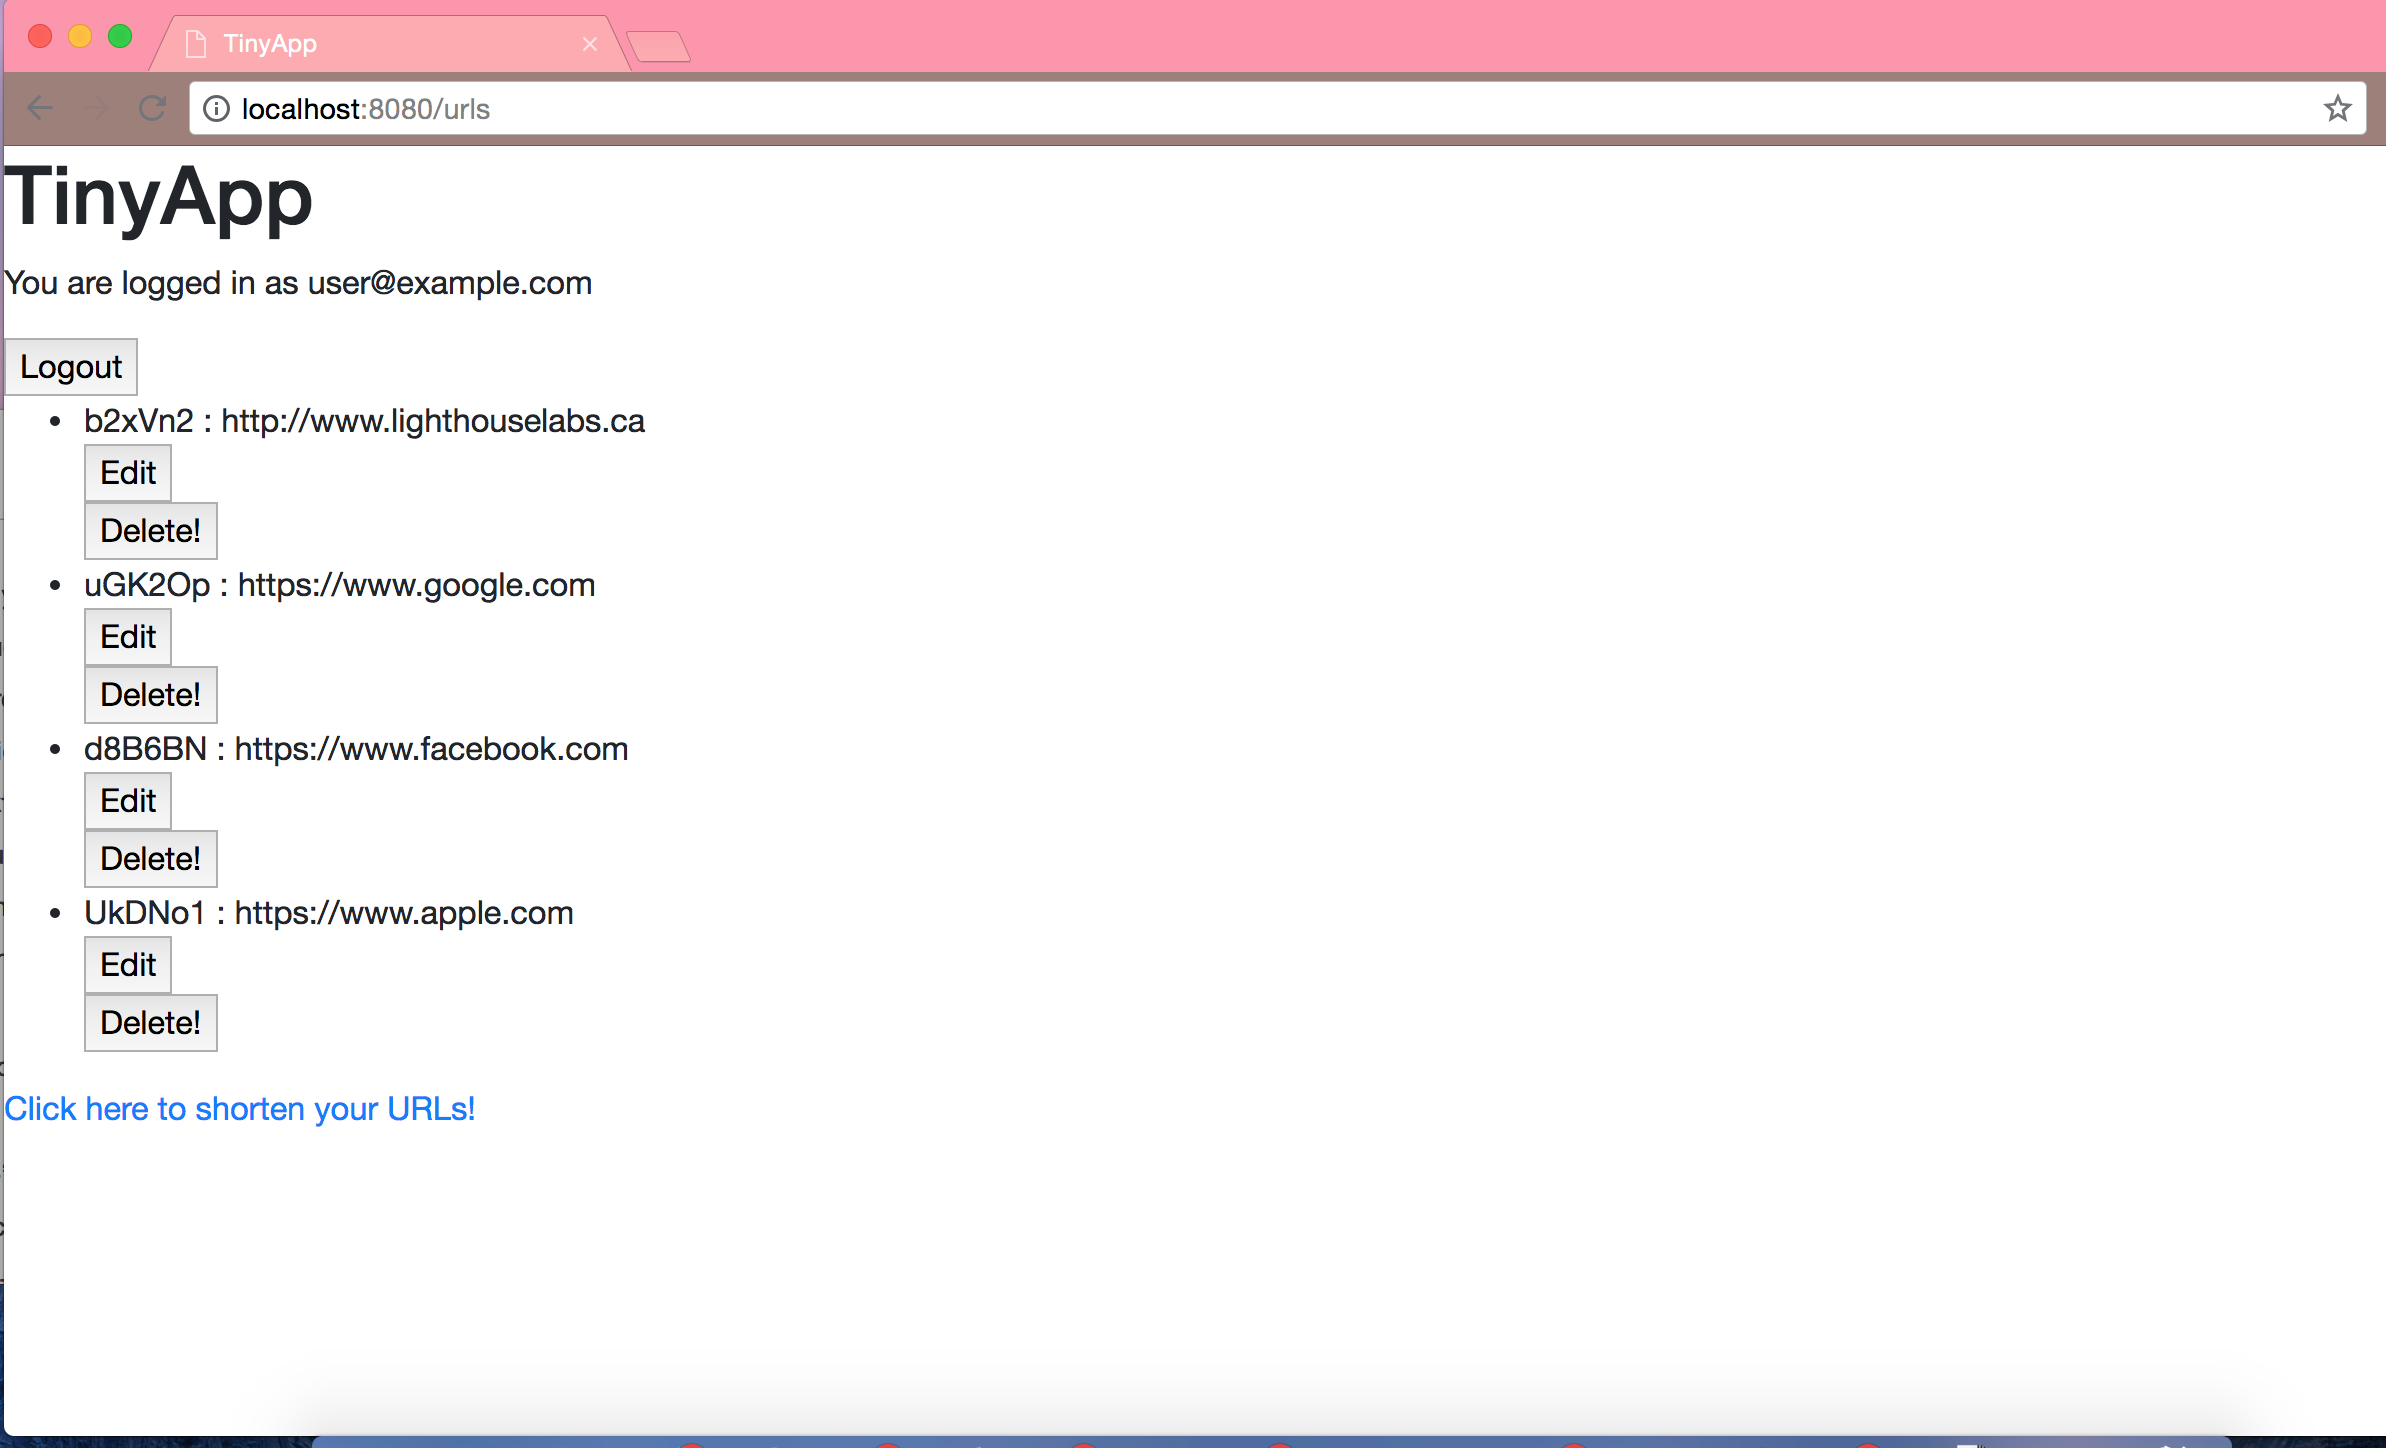 TinyApp
localhost:8080/urls
TinyApp
You are logged in as user@example.com
Logout
b2xVn2 : http://www.lighthouselabs.ca
Edit
Delete!
uGK2Op : https://www.google.com
Edit
Delete!
d8B6BN : https://www.facebook.com
Edit
Delete!
UkDNo1 : https://www.apple.com
Edit
Delete!
Click here to shorten your URLs!